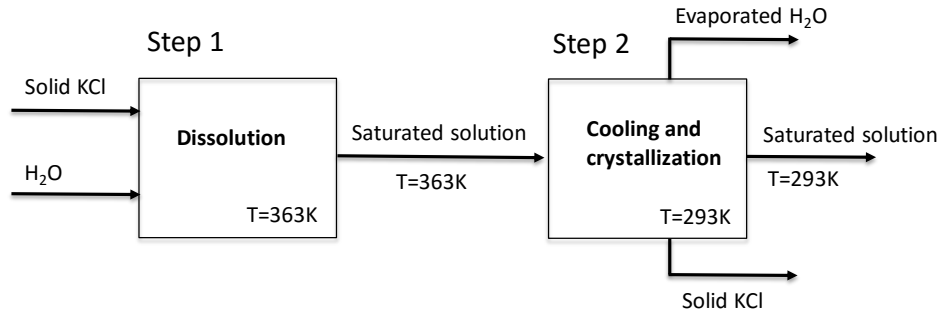 Evaporated H₂O
Step 1
Step 2
Solid KCl
Dissolution
Saturated solution
Cooling and
crystallization
Saturated solution
H₂O
T=363K
T=293K
T=363K
T=293K
Solid KCl